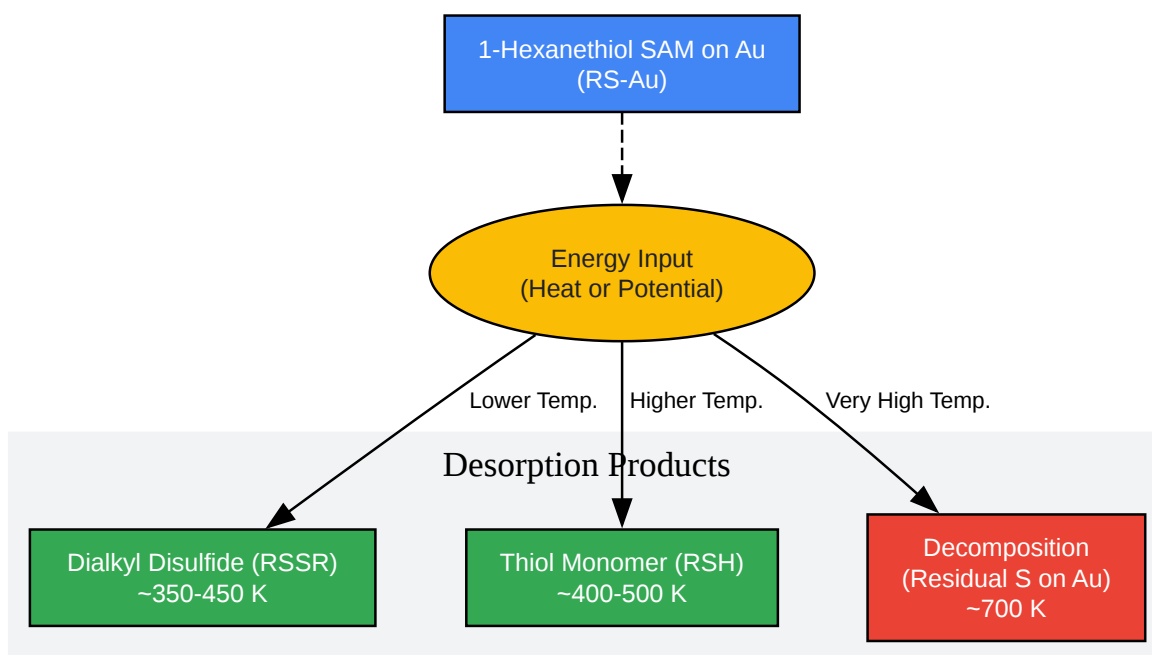 1-Hexanethiol SAM on Au
(RS-Au)
Energy Input
(Heat or Potential)
Lower Temp.
Higher Temp.
Very High Temp.
Desorption Products
Dialkyl Disulfide (RSSR)
~350-450 K
Thiol Monomer (RSH)
~400-500 K
Decomposition
(Residual S on Au)
~700 K